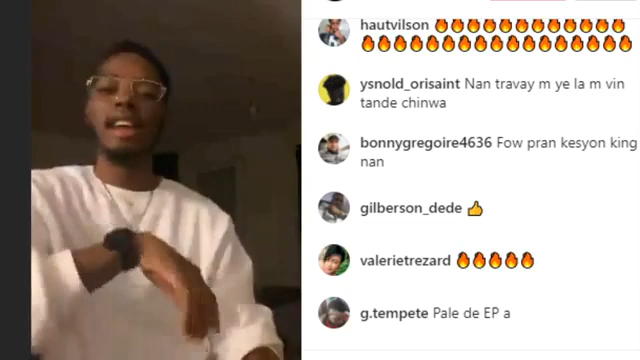 hautvilson 🔥🔥🔥🔥🔥🔥🔥🔥🔥🔥🔥🔥
🔥🔥🔥🔥🔥🔥🔥🔥🔥🔥🔥🔥🔥🔥🔥🔥🔥
ysnold_orisaint Nan travay m ye la m vin
tande chinwa
bonnygregoire4636 Fow pran kesyon king
nan
gilberson_dede 👍
valerietrezard 🔥🔥🔥🔥🔥
g.tempete Pale de EP a